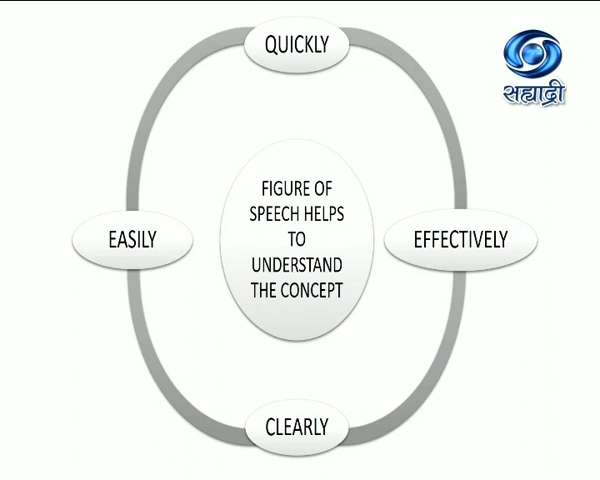 QUICKLY
सह्याद्री
FIGURE OF
SPEECH HELPS
TO
UNDERSTAND
THE CONCEPT
EASILY
EFFECTIVELY
CLEARLY